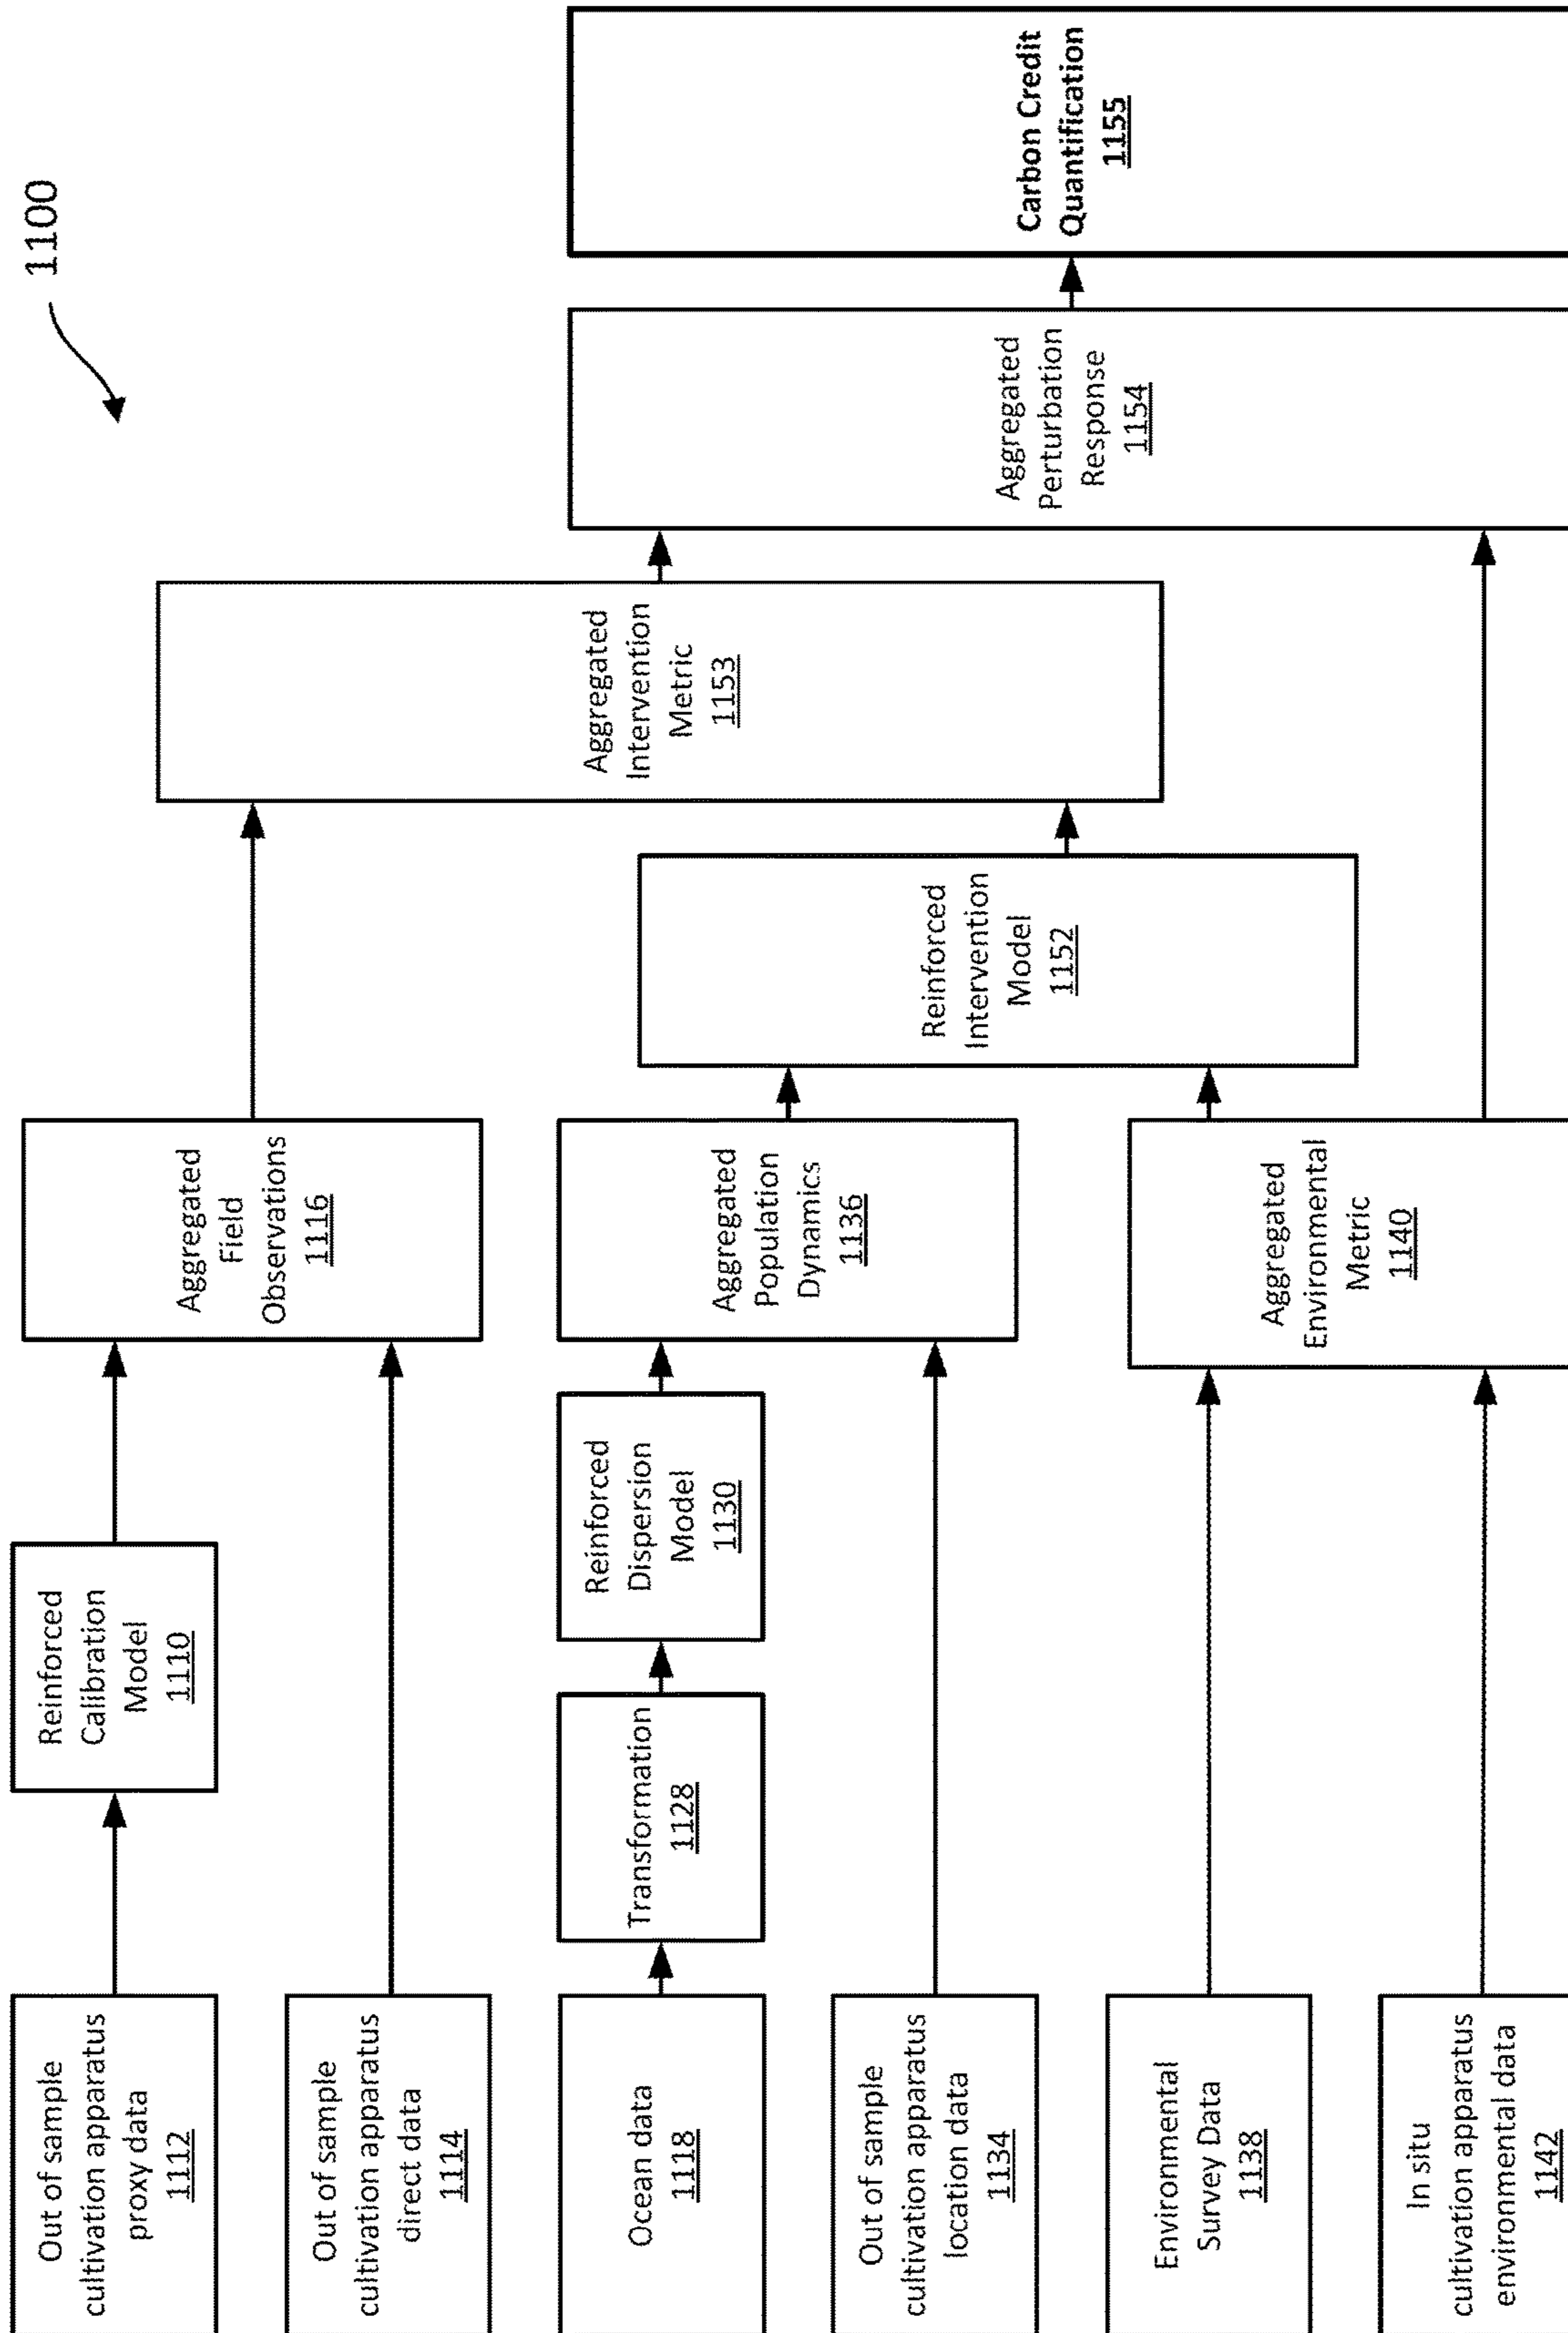 1100
Out of sample
cultivation apparatus
proxy data
1112
Reinforced
Calibration
Model
1110
Out of sample
cultivation apparatus
direct data
1114
Aggregated
Field
Observations
1116
Ocean data
1118
Transformation
1128
Reinforced
Dispersion
Model
1130
Out of sample
cultivation apparatus
location data
1134
Aggregated
Population
Dynamics
1136
Environmental
Survey Data
1138
In situ
cultivation apparatus
environmental data
1142
Aggregated
Environmental
Metric
1140
Reinforced
Intervention
Model
1152
Aggregated
Intervention
Metric
1153
Aggregated
Perturbation
Response
1154
Carbon Credit
Quantification
1155